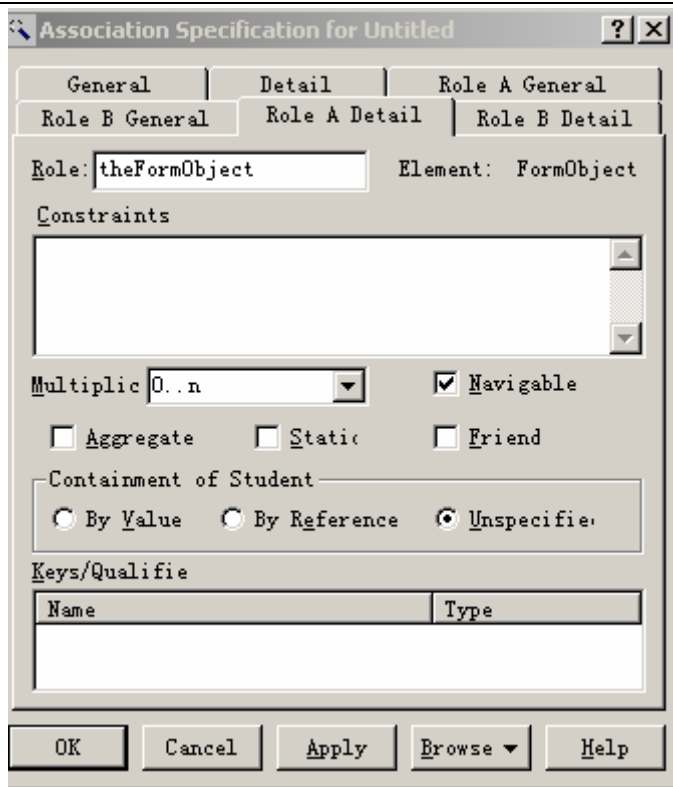 Association Specification for Untitled
General Detail Role A General
Role B General Role A Detail Role B Detail
Role: theFormObject Element: FormObject
Constraints
Multiplic 0..n Navigable
Aggregate Static Friend
Containment of Student
By Value By Reference Unspecifie
Keys/Qualifie
Name Type
OK Cancel Apply Browse Help